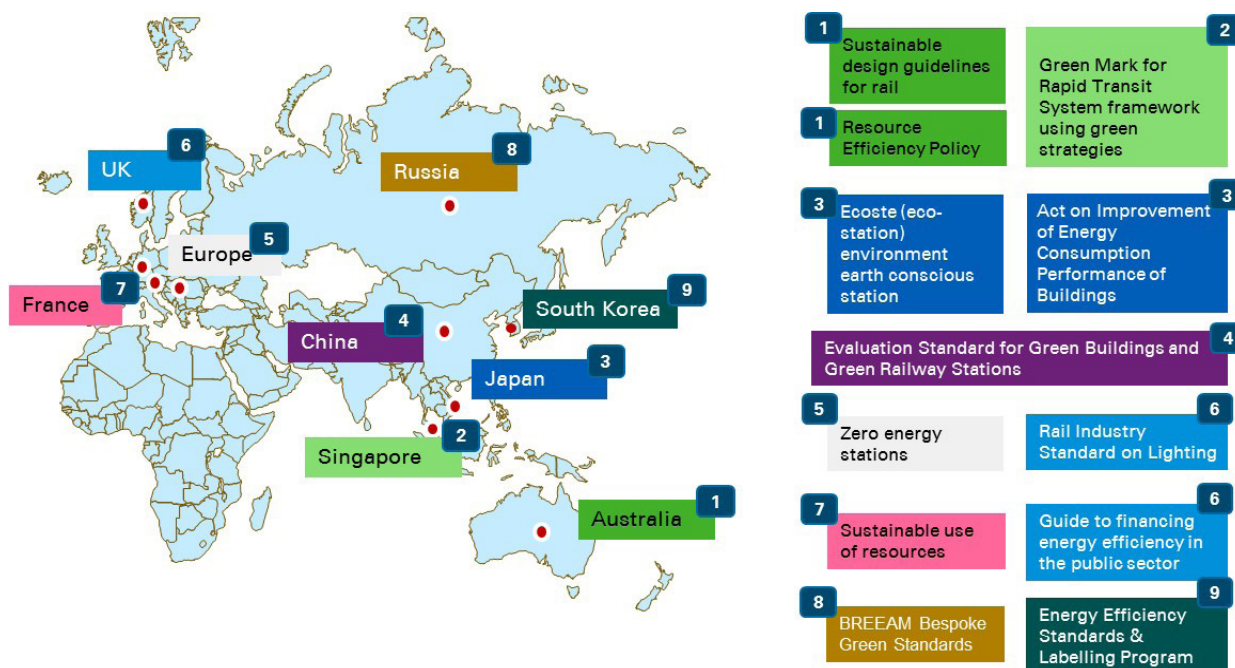 6
UK
8
Russia
5
Europe
7
France
9
South Korea
4
China
3
Japan
2
Singapore
1
Australia
1
Sustainable
design guidelines
for rail
1
Resource
Efficiency Policy
2
Green Mark for
Rapid Transit
System framework
using green
strategies
3
Ecoste (eco-
station)
environment
earth conscious
station
3
Act on Improvement
of Energy
Consumption
Performance of
Buildings
4
Evaluation Standard for Green Buildings and
Green Railway Stations
5
Zero energy
stations
6
Rail Industry
Standard on Lighting
7
Sustainable use
of resources
6
Guide to financing
energy efficiency in
the public sector
8
BREEAM Bespoke
Green Standards
9
Energy Efficiency
Standards &
Labelling Program